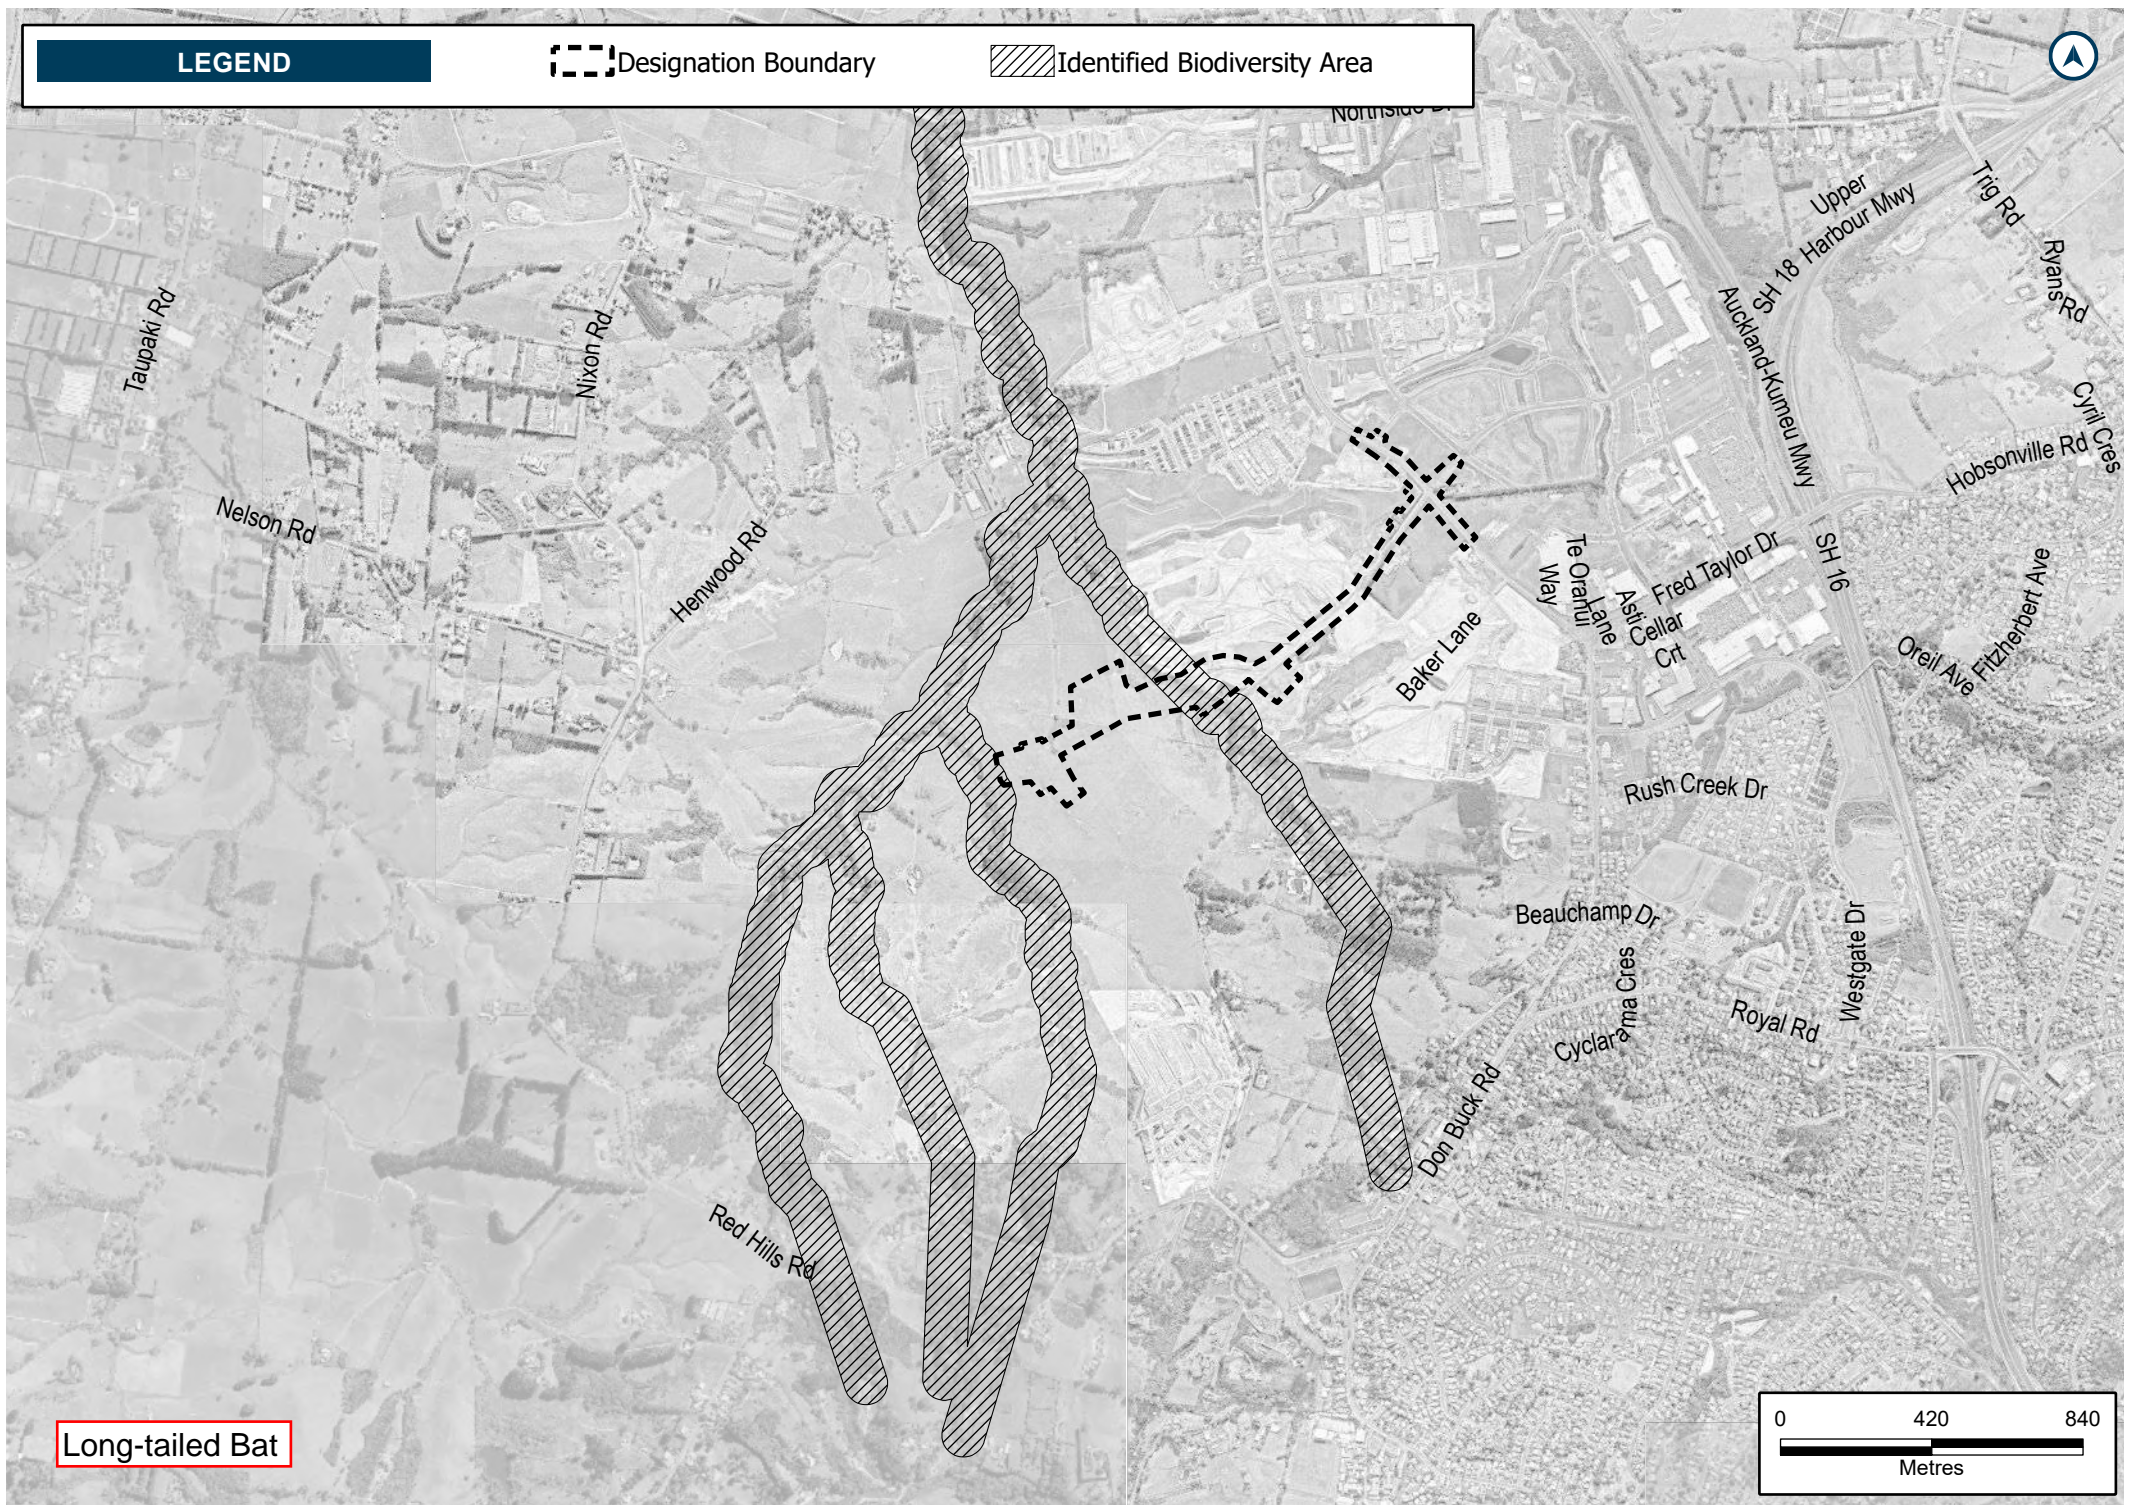 LEGEND
Designation Boundary
Identified Biodiversity Area
Northside Dr
Upper
Harbour Mwy
SH 18
Trig Rd
Ryans Rd
Taupaki Rd
Nixon Rd
Auckland-Kumeu Mwy
Cyril Cres
Hobsonville Rd
Nelson Rd
Henwood Rd
Te Oranui
Way
Asti
Lane
Fred Taylor Dr
SH 16
Cellar
Crt
Fitzherbert Ave
Oreil Ave
Baker Lane
Rush Creek Dr
Beauchamp Dr
Westgate Dr
Cyclarama Cres
Royal Rd
Don Buck Rd
Red Hills Rd
Long-tailed Bat
0 420 840
Metres